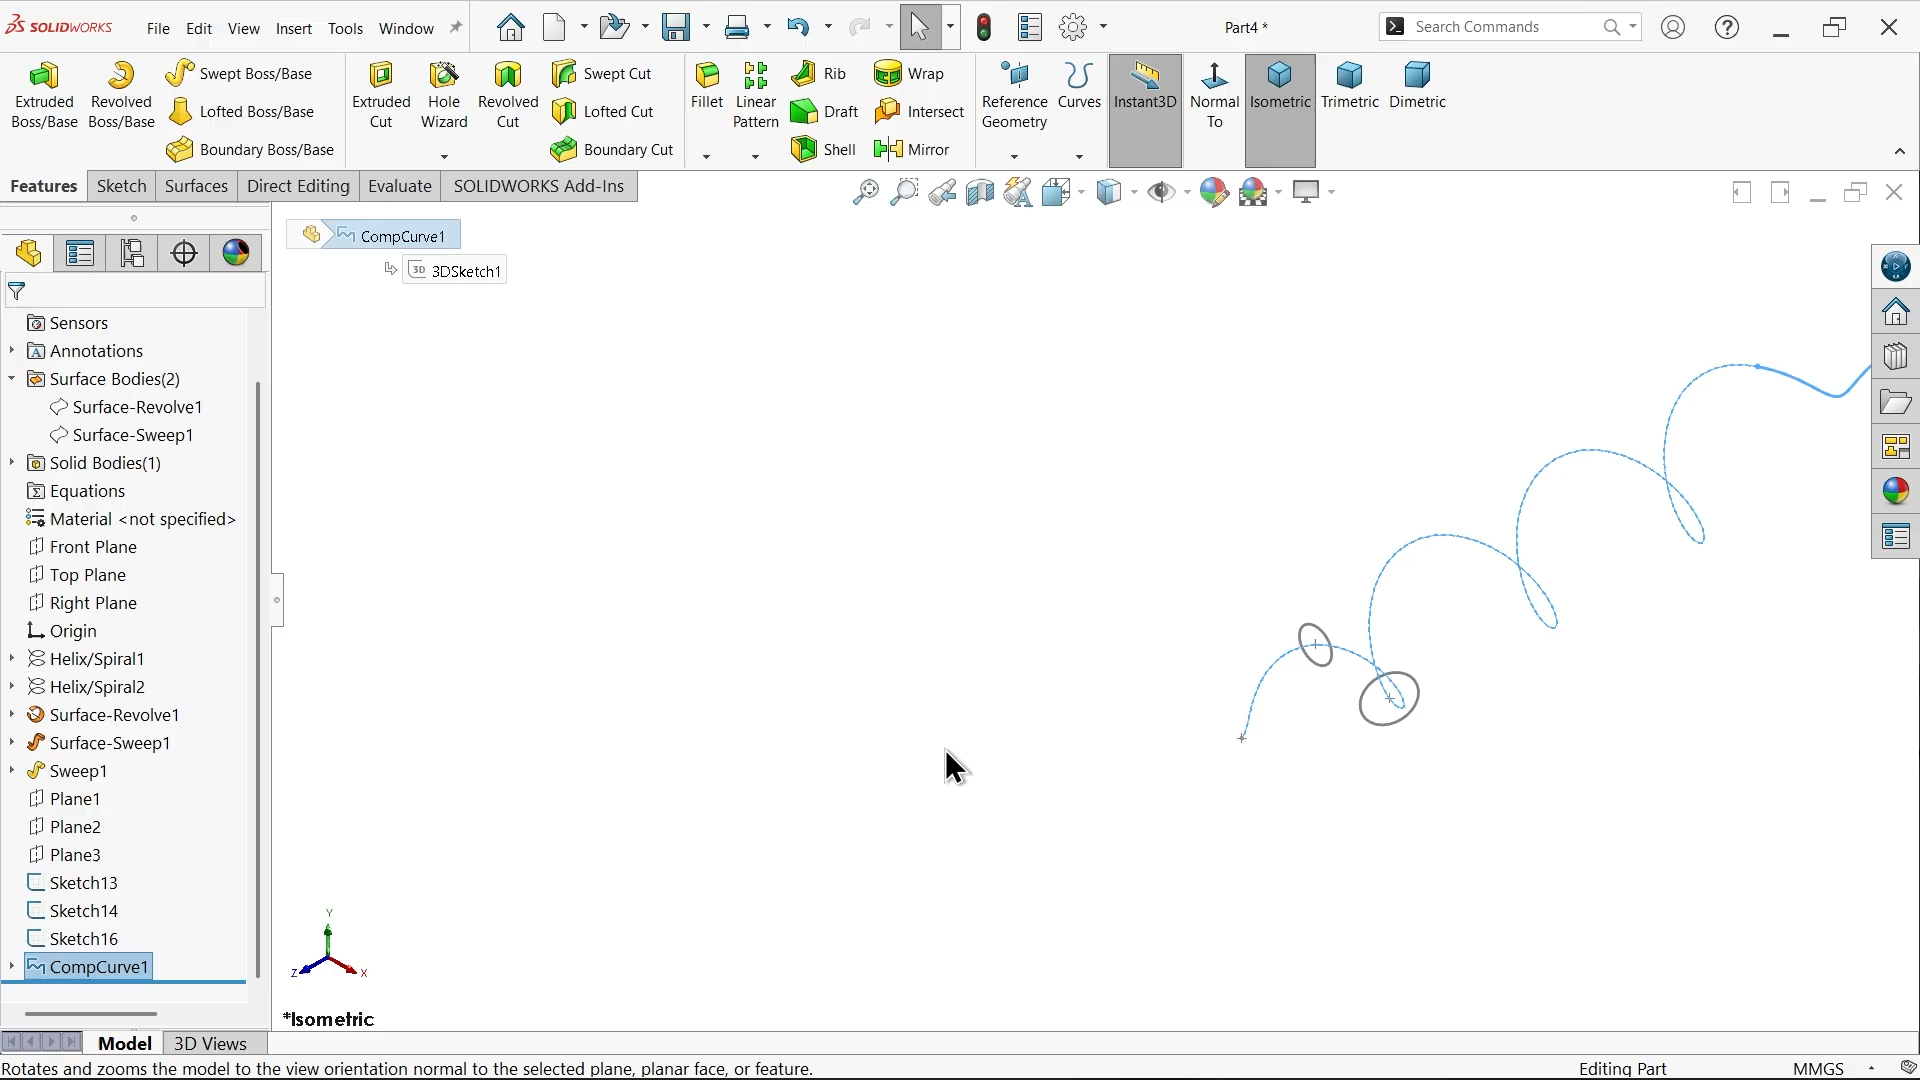 SOLIDWORKS
File Edit View Insert Tools Window
Part4 *
Search Commands
Extruded Boss/Base
Revolved Boss/Base
Swept Boss/Base
Lofted Boss/Base
Boundary Boss/Base
Extruded Cut
Hole Wizard
Revolved Cut
Swept Cut
Lofted Cut
Boundary Cut
Fillet
Linear Pattern
Rib
Draft
Shell
Wrap
Intersect
Mirror
Reference Geometry
Curves
Instant3D
Normal To
Isometric
Trimetric
Dimetric
Features Sketch Surfaces Direct Editing Evaluate SOLIDWORKS Add-Ins
CompCurve1
3D 3DSketch1
Sensors
Annotations
Surface Bodies(2)
Surface-Revolve1
Surface-Sweep1
Solid Bodies(1)
Equations
Material <not specified>
Front Plane
Top Plane
Right Plane
Origin
Helix/Spiral1
Helix/Spiral2
Surface-Revolve1
Surface-Sweep1
Sweep1
Plane1
Plane2
Plane3
Sketch13
Sketch14
Sketch16
CompCurve1
Y
Z
X
*Isometric
Model 3D Views
Rotates and zooms the model to the view orientation normal to the selected plane, planar face, or feature.
Editing Part
MMGS